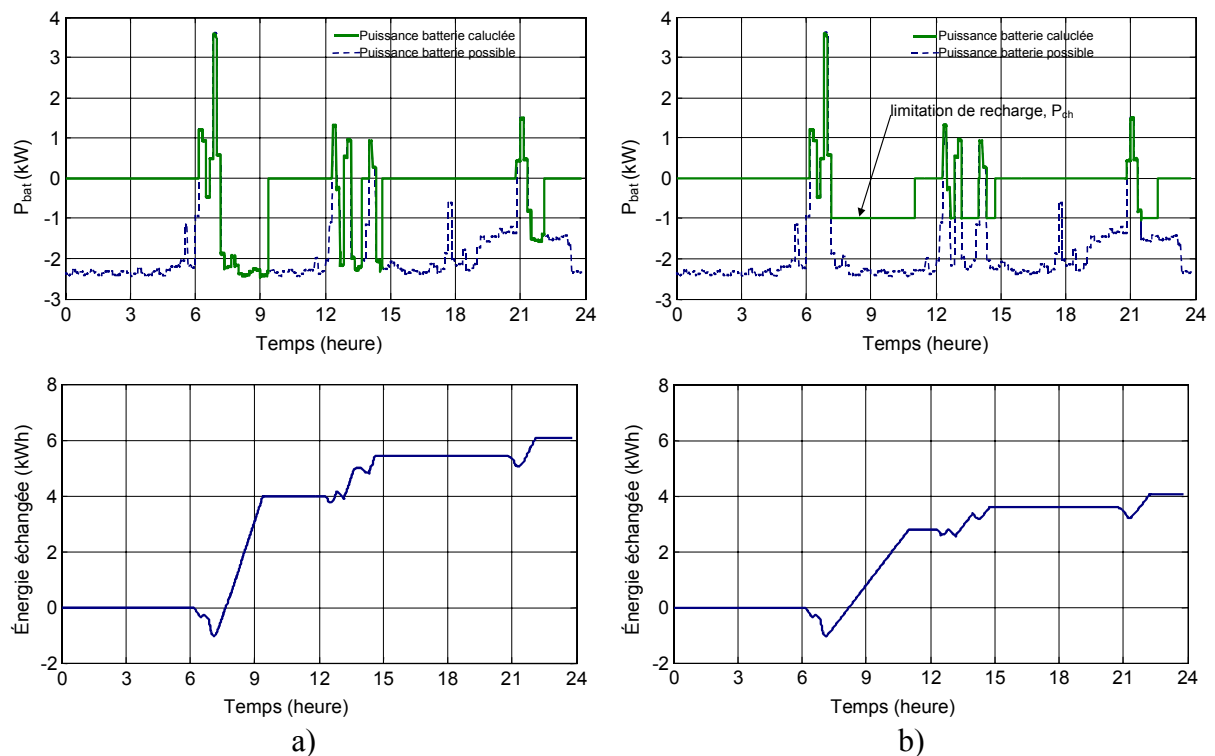 4
3
2
1
0
-1
-2
-3
P_bat (kW)
Puissance batterie caluclée
Puissance batterie possible
0 3 6 9 12 15 18 21 24
Temps (heure)
4
3
2
1
0
-1
-2
-3
P_bat (kW)
Puissance batterie caluclée
Puissance batterie possible
limitation de recharge, P_ch
0 3 6 9 12 15 18 21 24
Temps (heure)
8
6
4
2
0
-2
Énergie échangée (kWh)
0 3 6 9 12 15 18 21 24
Temps (heure)
a)
8
6
4
2
0
-2
Énergie échangée (kWh)
0 3 6 9 12 15 18 21 24
Temps (heure)
b)